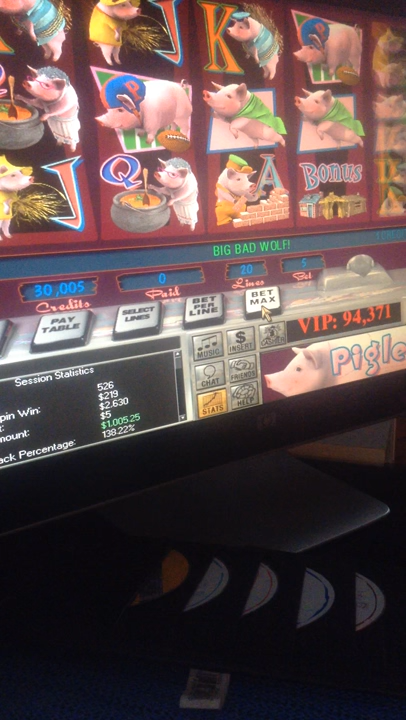 J
K
P
Q
J
A
Bonus
BIG BAD WOLF!
30,005
0
20
5
Credits
Paid
Lines
Bet
PAY TABLE
SELECT LINES
BET PER LINE
BET MAX
VIP: 94,371
MUSIC
INSERT
CHAT
FRIENDS
STATS
HELP
Pigle
Session Statistics
526
pin Win: $219
$2,630
$5
mount: $1,005.25
ack Percentage: 138.22%